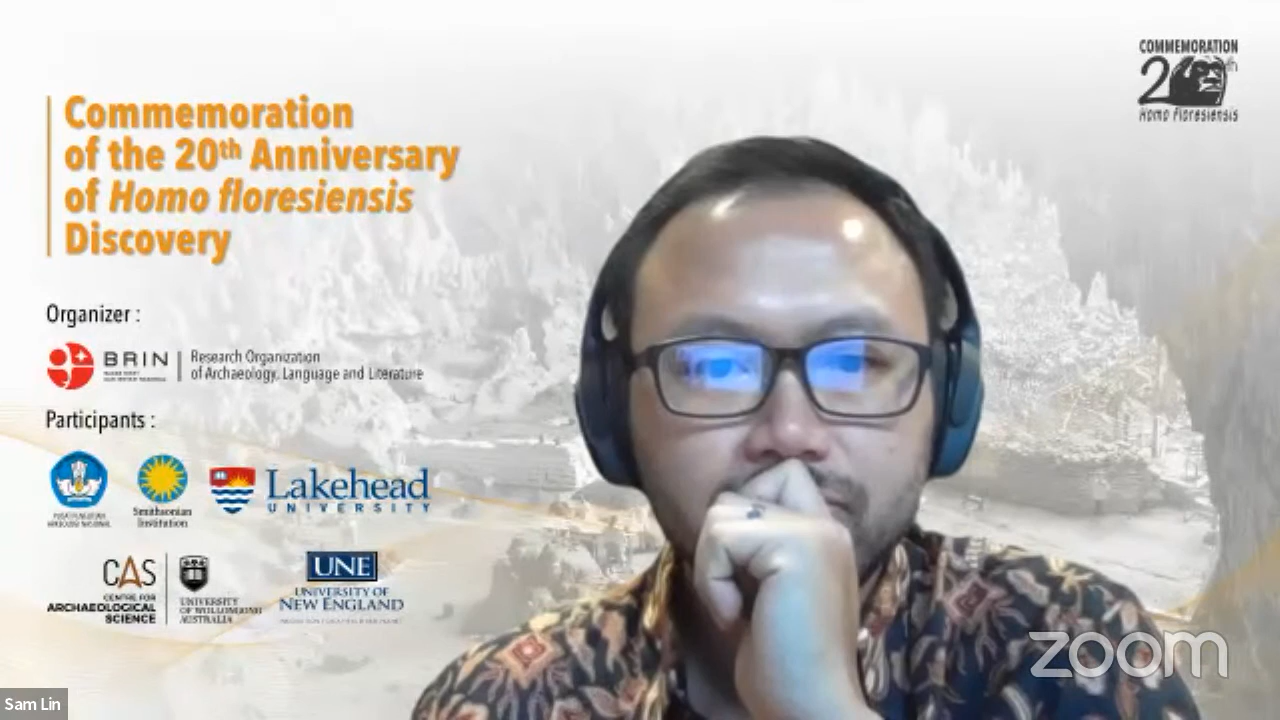 COMMEMORATION
20th
Homo floresiensis
Commemoration
of the 20th Anniversary
of Homo floresiensis
Discovery
Organizer :
BRIN
Research Organization
of Archaeology, Language and Literature
Participants :
Smithsonian
Institution
Lakehead
UNIVERSITY
CAS
CENTRE FOR
ARCHAEOLOGICAL
SCIENCE
UNIVERSITY
OF WOLLONGONG
AUSTRALIA
UNE
UNIVERSITY OF
NEW ENGLAND
zoom
Sam Lin